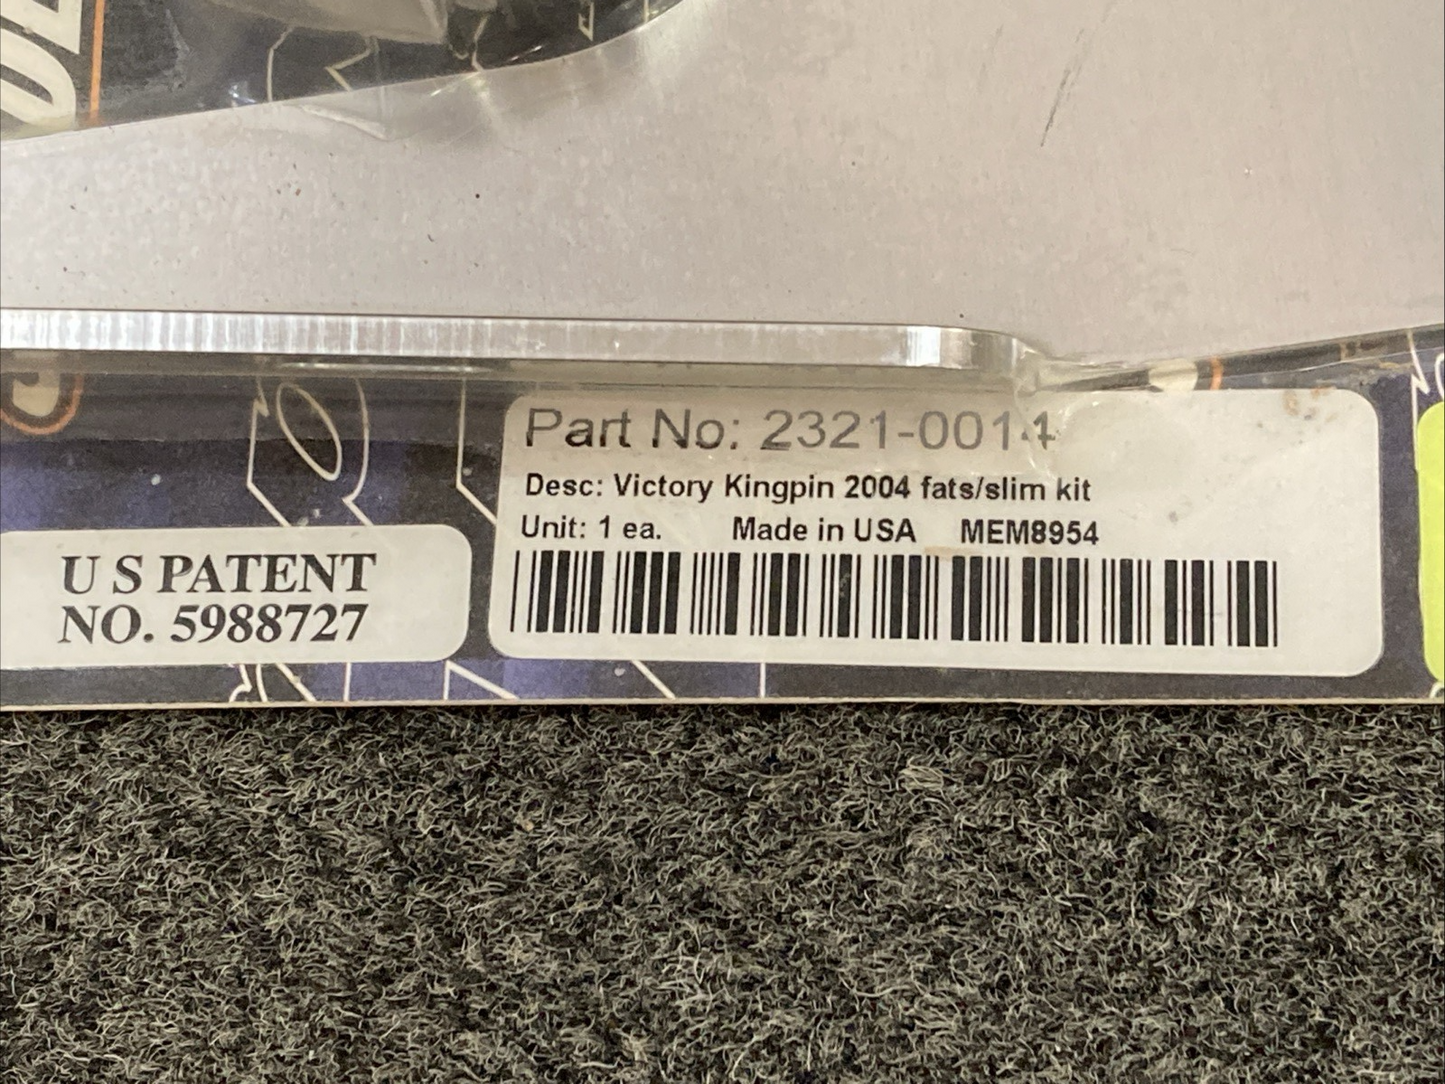 Part No: 2321-0014
Desc: Victory Kingpin 2004 fats/slim kit
Unit: 1 ea. Made in USA MEM8954
U S PATENT
NO. 5988727